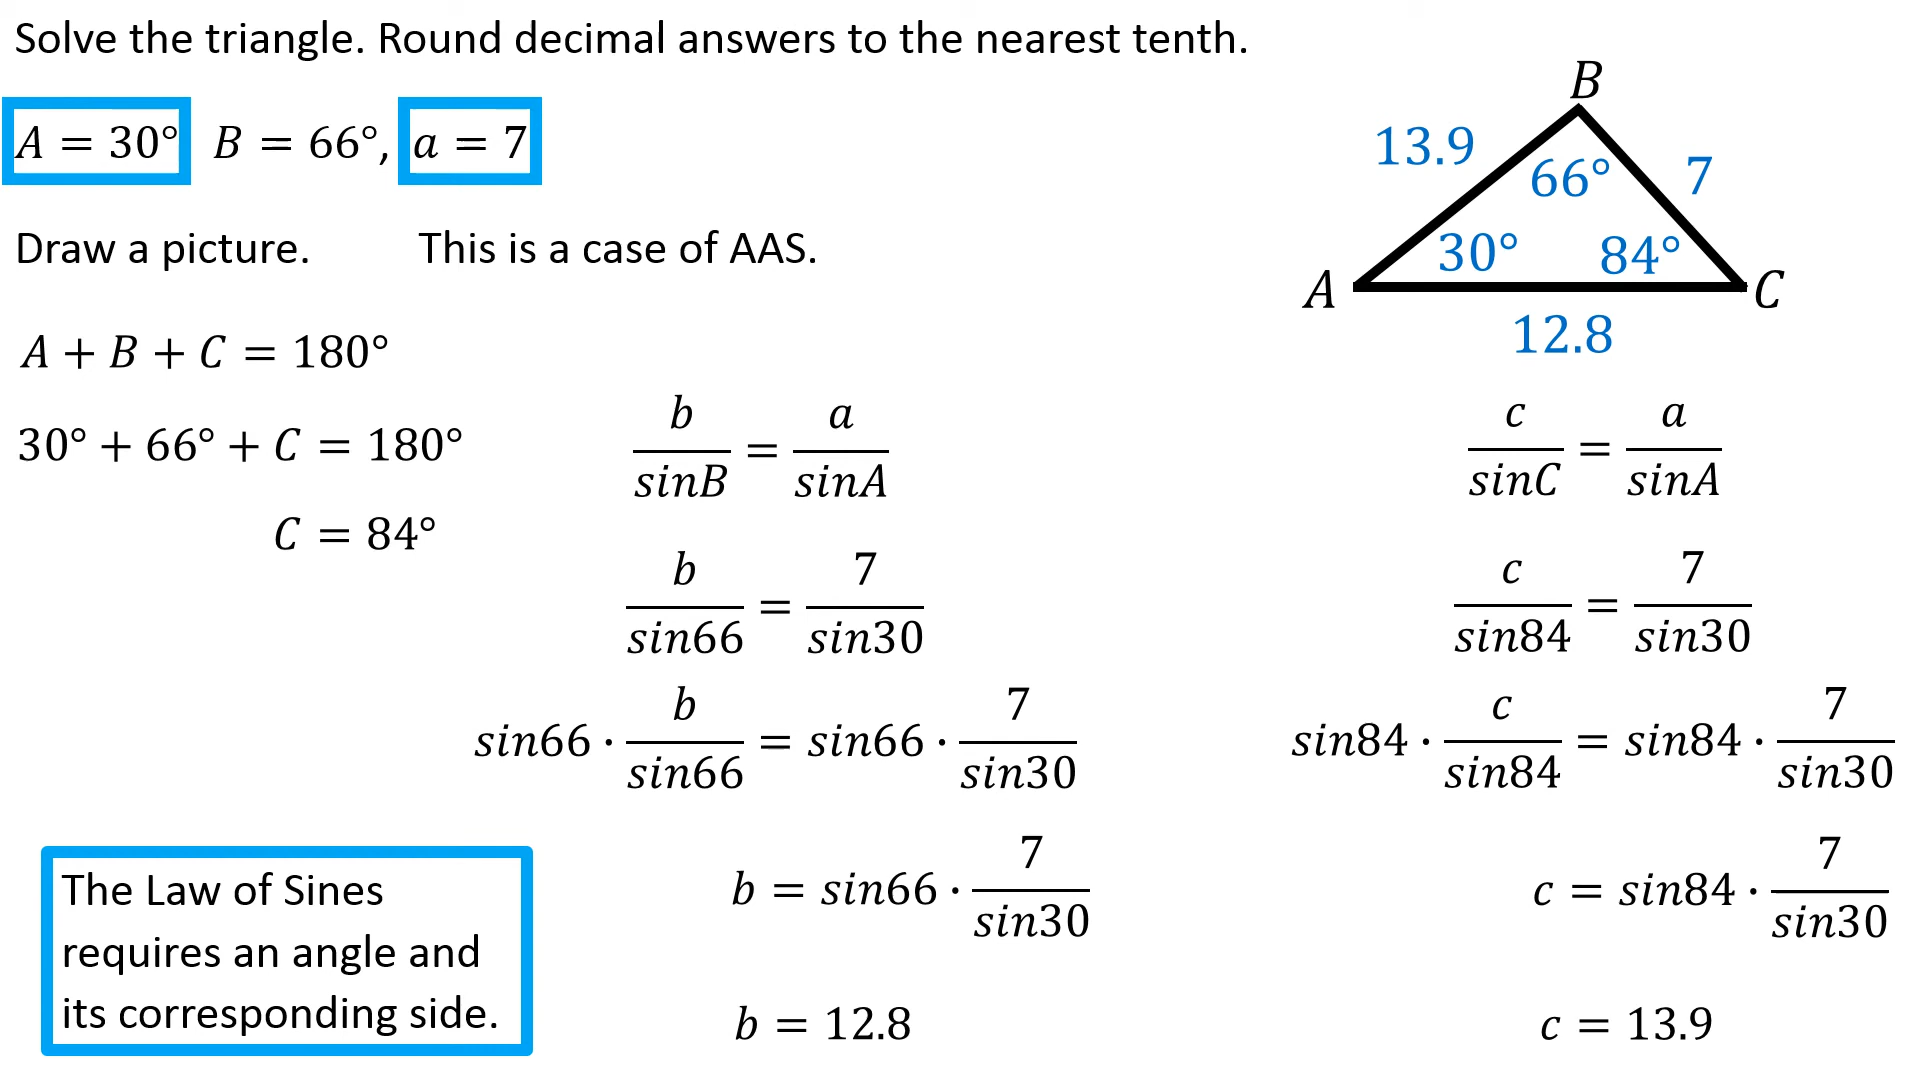 Solve the triangle. Round decimal answers to the nearest tenth.
A = 30° B = 66°, a = 7
Draw a picture. This is a case of AAS.
B
13.9
66°
7
30°
84°
A
C
12.8
A + B + C = 180°
30° + 66° + C = 180°
C = 84°
b/sinB = a/sinA
b/sin66 = 7/sin30
sin66 · b/sin66 = sin66 · 7/sin30
b = sin66 · 7/sin30
b = 12.8
c/sinC = a/sinA
c/sin84 = 7/sin30
sin84 · c/sin84 = sin84 · 7/sin30
c = sin84 · 7/sin30
c = 13.9
The Law of Sines
requires an angle and
its corresponding side.